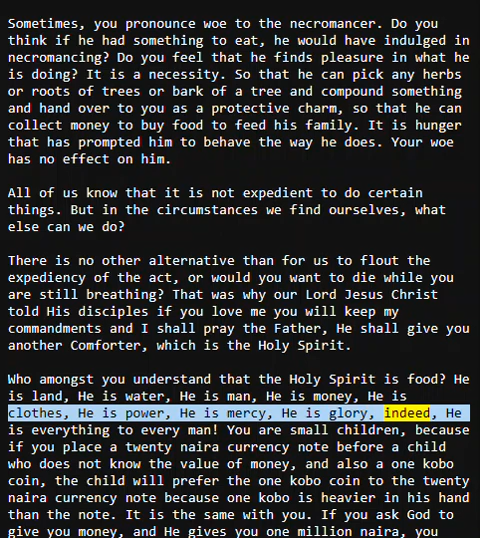 Sometimes, you pronounce woe to the necromancer. Do you
think if he had something to eat, he would have indulged in
necromancing? Do you feel that he finds pleasure in what he
is doing? It is a necessity. So that he can pick any herbs
or roots of trees or bark of a tree and compound something
and hand over to you as a protective charm, so that he can
collect money to buy food to feed his family. It is hunger
that has prompted him to behave the way he does. Your woe
has no effect on him.
All of us know that it is not expedient to do certain
things. But in the circumstances we find ourselves, what
else can we do?
There is no other alternative than for us to flout the
expediency of the act, or would you want to die while you
are still breathing? That was why our Lord Jesus Christ
told His disciples if you love me you will keep my
commandments and I shall pray the Father, He shall give you
another Comforter, which is the Holy Spirit.
Who amongst you understand that the Holy Spirit is food? He
is land, He is water, He is man, He is money, He is
clothes, He is power, He is mercy, He is glory, indeed, He
is everything to every man! You are small children, because
if you place a twenty naira currency note before a child
who does not know the value of money, and also a one kobo
coin, the child will prefer the one kobo coin to the twenty
naira currency note because one kobo is heavier in his hand
than the note. It is the same with you. If you ask God to
give you money, and He gives you one million naira, you